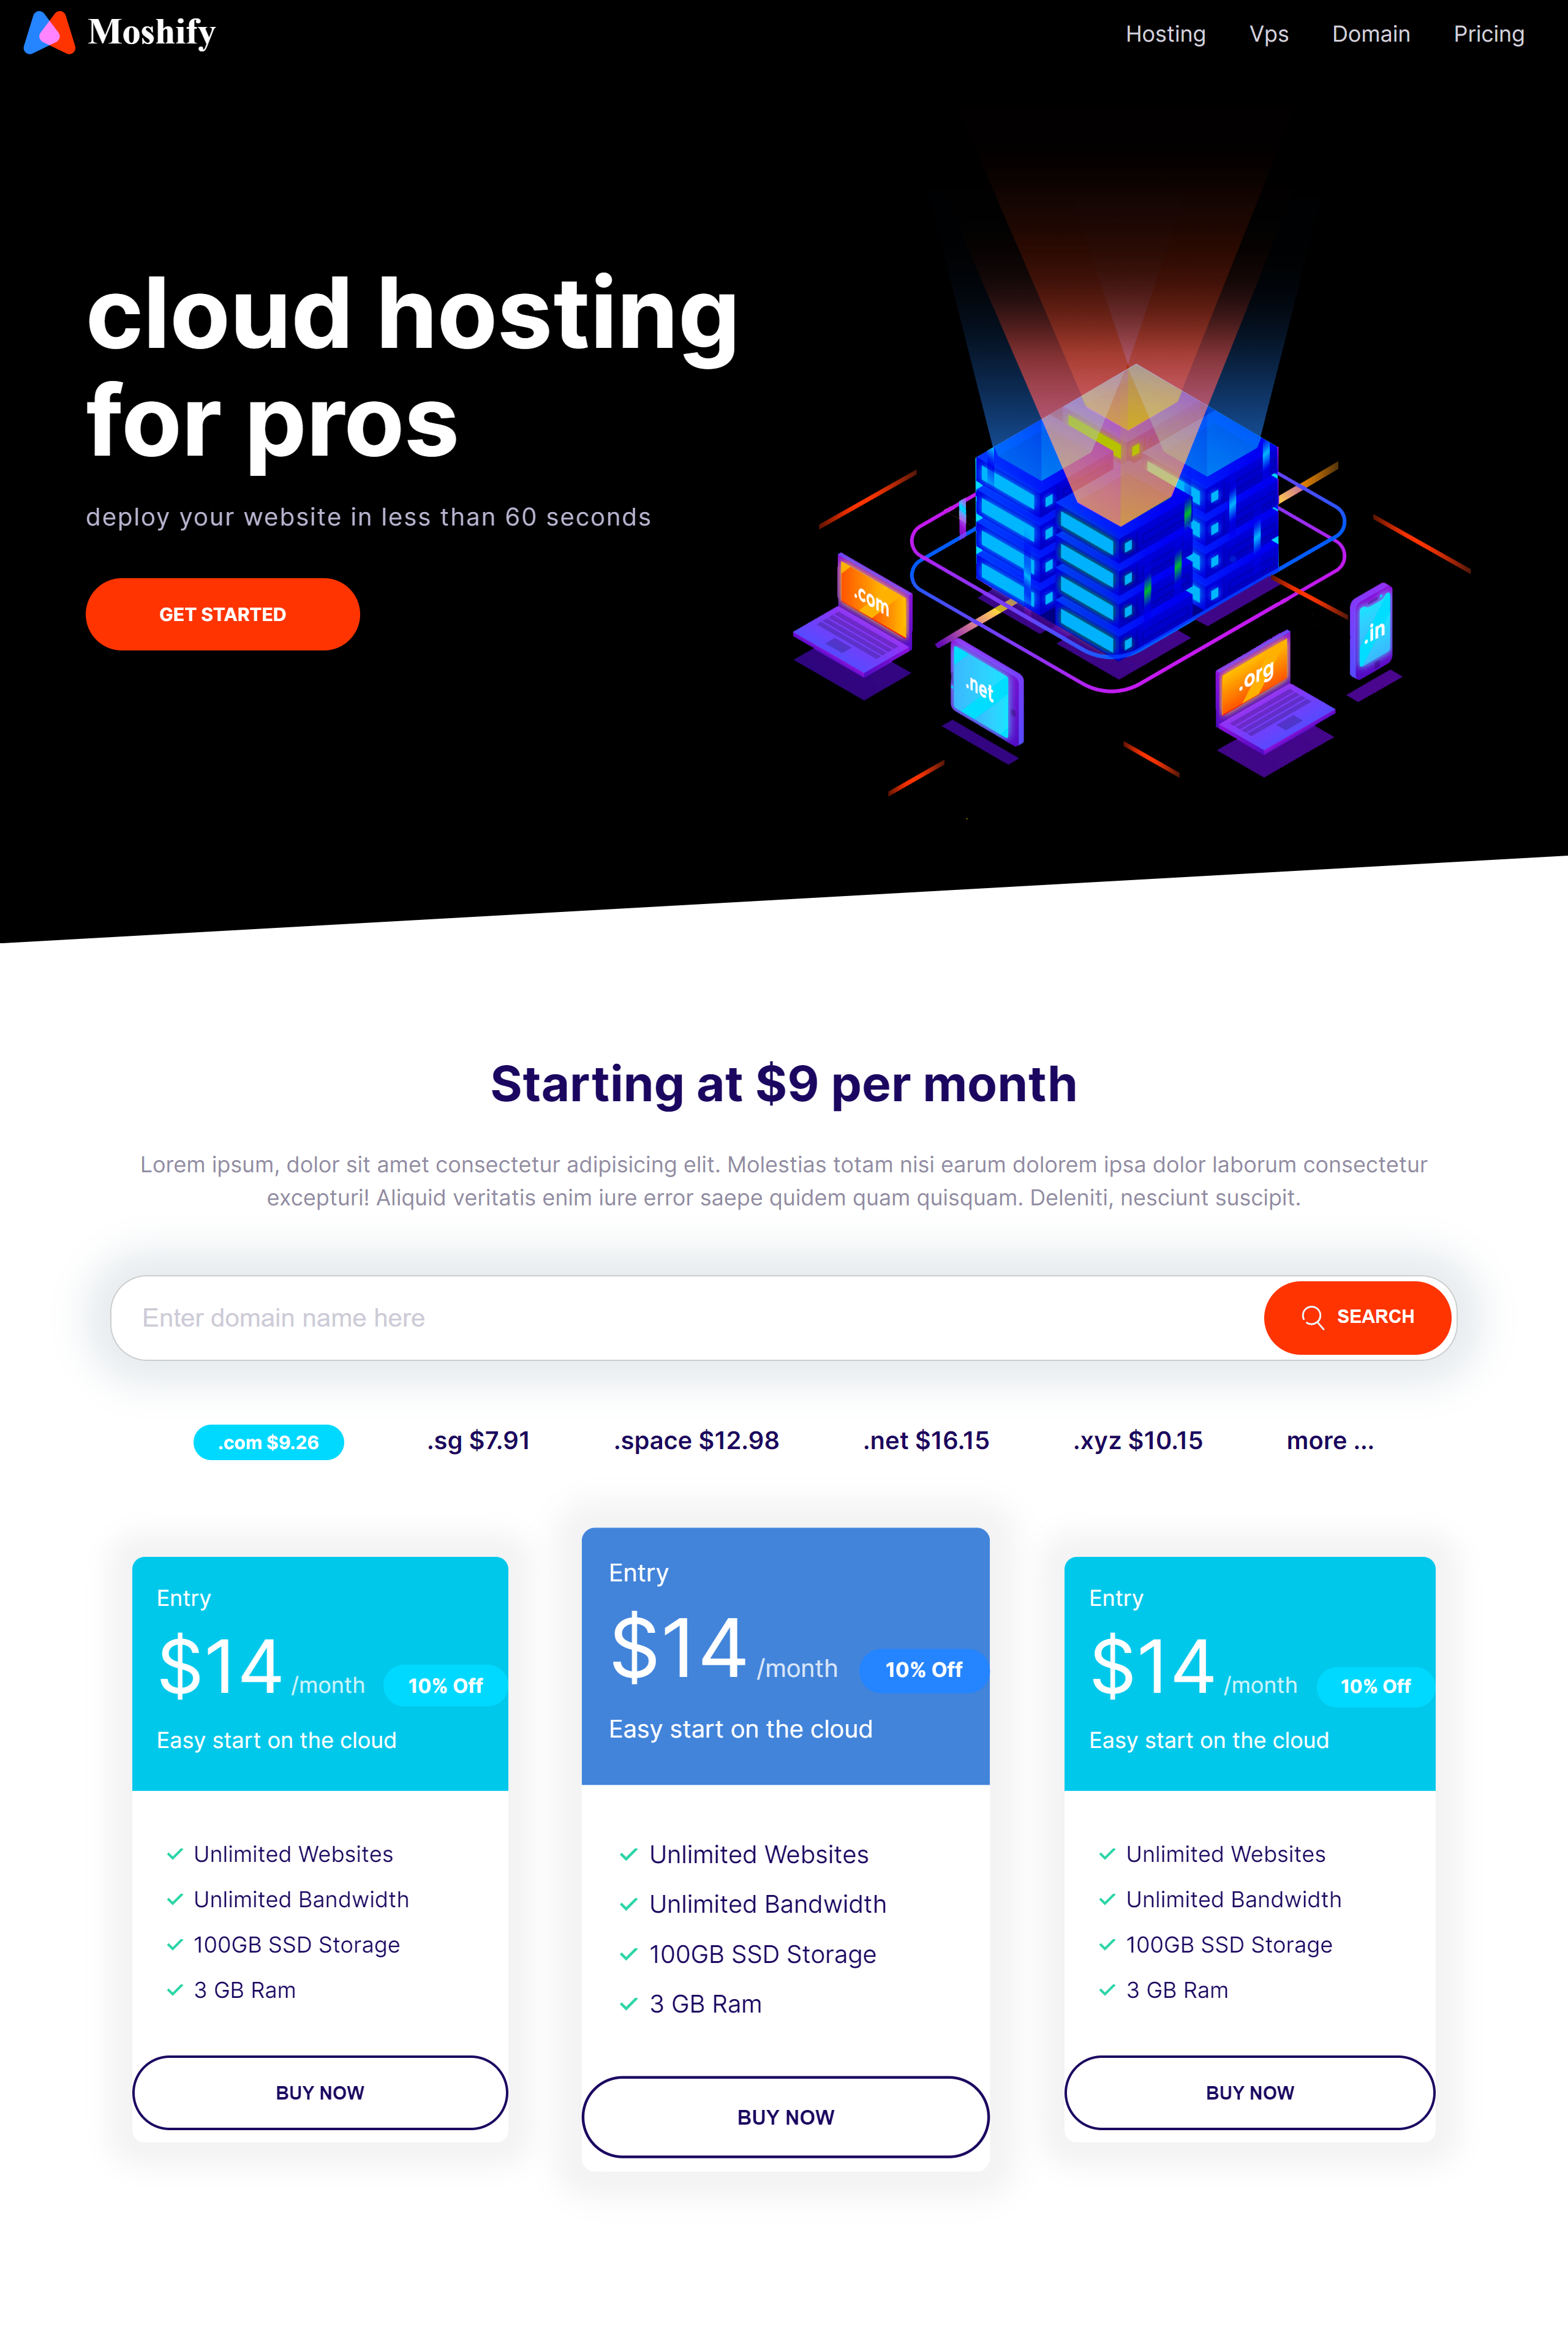 Moshify
Hosting Vps Domain Pricing
cloud hosting
for pros
deploy your website in less than 60 seconds
GET STARTED
.com
.net
.org
.in
Starting at $9 per month
Lorem ipsum, dolor sit amet consectetur adipisicing elit. Molestias totam nisi earum dolorem ipsa dolor laborum consectetur
excepturi! Aliquid veritatis enim iure error saepe quidem quam quisquam. Deleniti, nesciunt suscipit.
Enter domain name here
SEARCH
.com $9.26 .sg $7.91 .space $12.98 .net $16.15 .xyz $10.15 more ...
Entry
$14 /month 10% Off
Easy start on the cloud
Unlimited Websites
Unlimited Bandwidth
100GB SSD Storage
3 GB Ram
BUY NOW
Entry
$14 /month 10% Off
Easy start on the cloud
Unlimited Websites
Unlimited Bandwidth
100GB SSD Storage
3 GB Ram
BUY NOW
Entry
$14 /month 10% Off
Easy start on the cloud
Unlimited Websites
Unlimited Bandwidth
100GB SSD Storage
3 GB Ram
BUY NOW